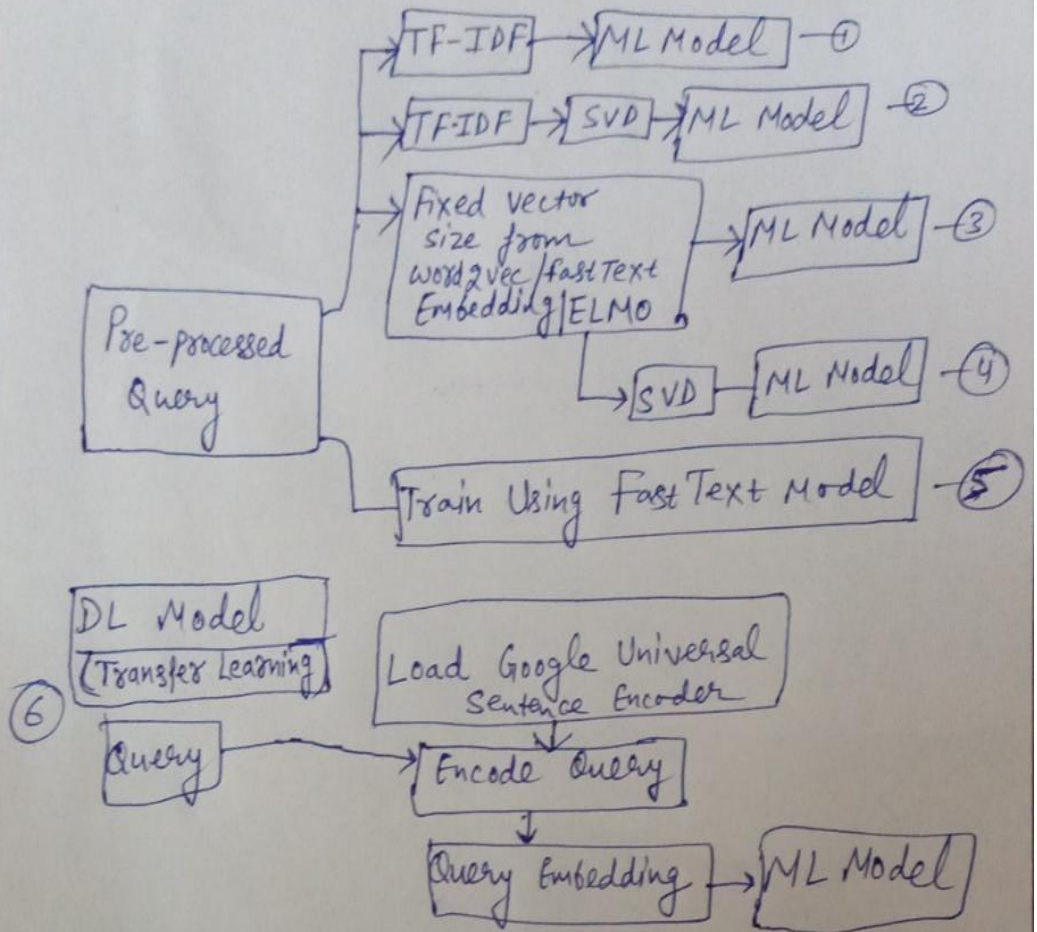 TF-IDF ML Model ①
TF-IDF SVD ML Model ②
Fixed vector
size from
word2vec/fastText
Embedding/ELMO
ML Model ③
SVD ML Model ④
Pre-processed
Query
Train Using FastText Model ⑤
DL Model
(Transfer Learning)
⑥
Load Google Universal
Sentence Encoder
Query
Encode Query
Query Embedding ML Model